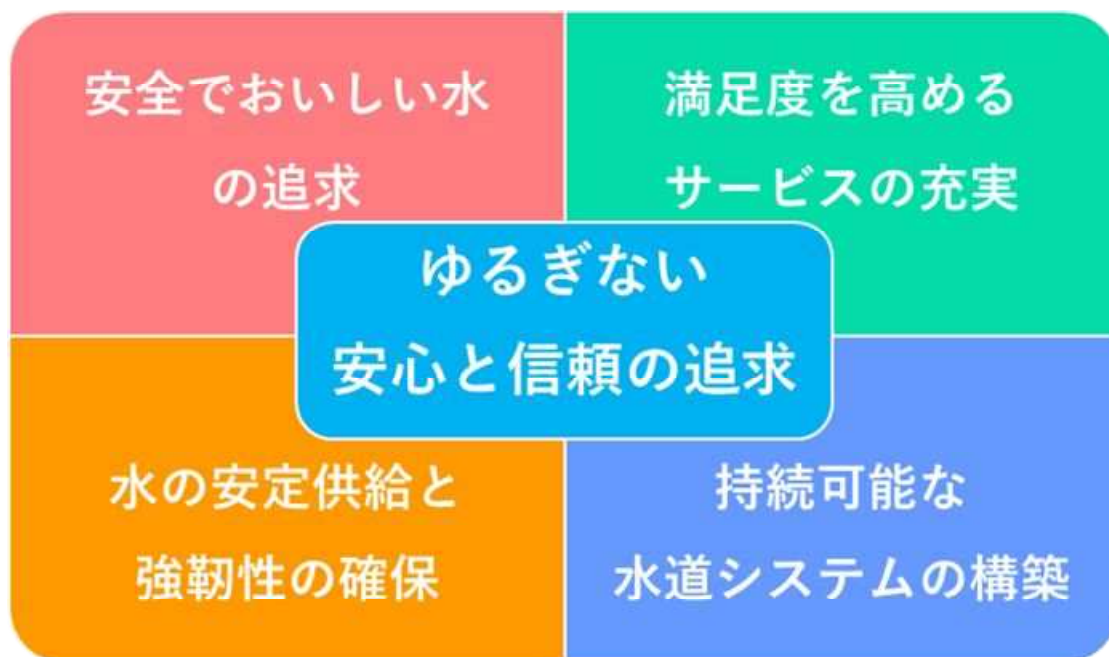 安全でおいしい水
の追求
満足度を高める
サービスの充実
ゆるぎない
安心と信頼の追求
水の安定供給と
強靭性の確保
持続可能な
水道システムの構築